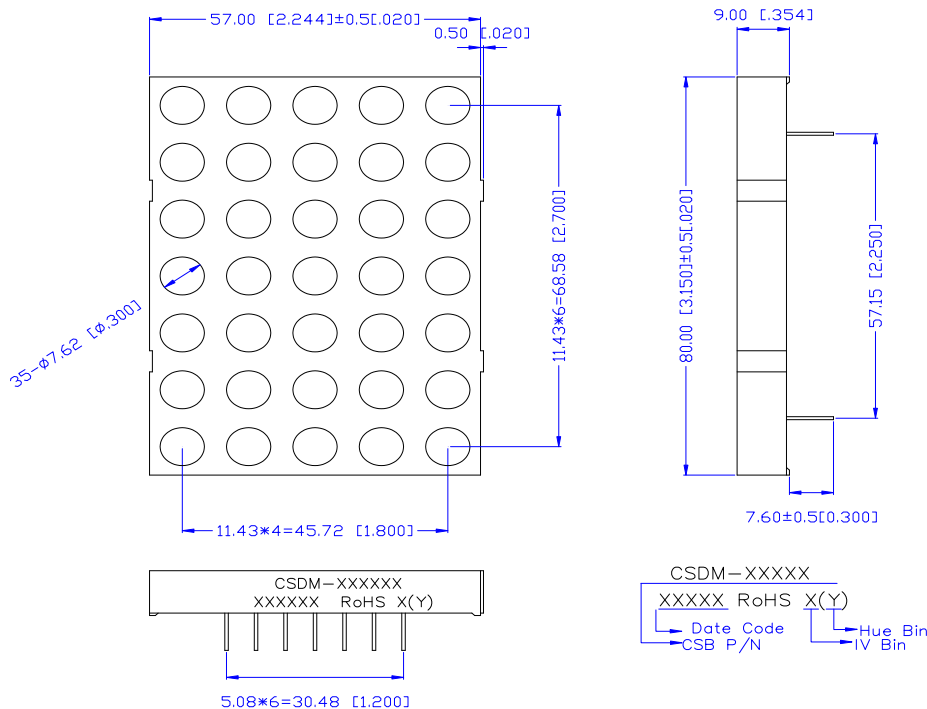 57.00 [2.244]±0.5[.020]
0.50 [.020]
9.00 [.354]
11.43*6=68.58 [2.700]
80.00 [3.150]±0.5[.020]
57.15 [2.250]
35-ø7.62 [ø.300]
11.43*4=45.72 [1.800]
7.60±0.5[0.300]
CSDM-XXXXXX
XXXXXX RoHS X(Y)
5.08*6=30.48 [1.200]
CSDM-XXXXX
XXXXX RoHS X(Y)
Date Code
Hue Bin
CSB P/N
IV Bin